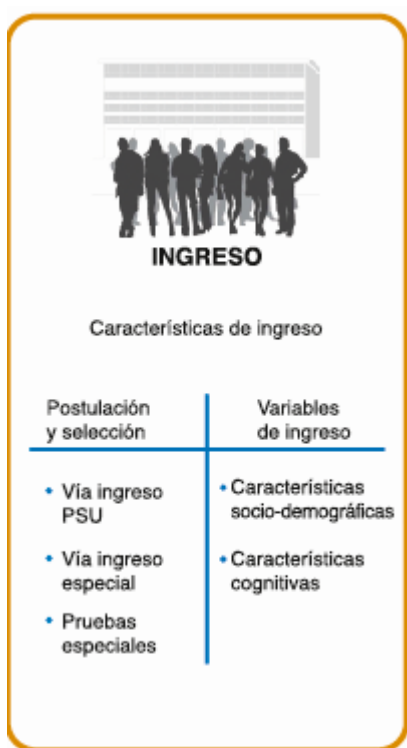 INGRESO
Características de ingreso
Postulación
y selección
Variables
de ingreso
• Vía ingreso
PSU
• Vía ingreso
especial
• Pruebas
especiales
• Características
socio-demográficas
• Características
cognitivas